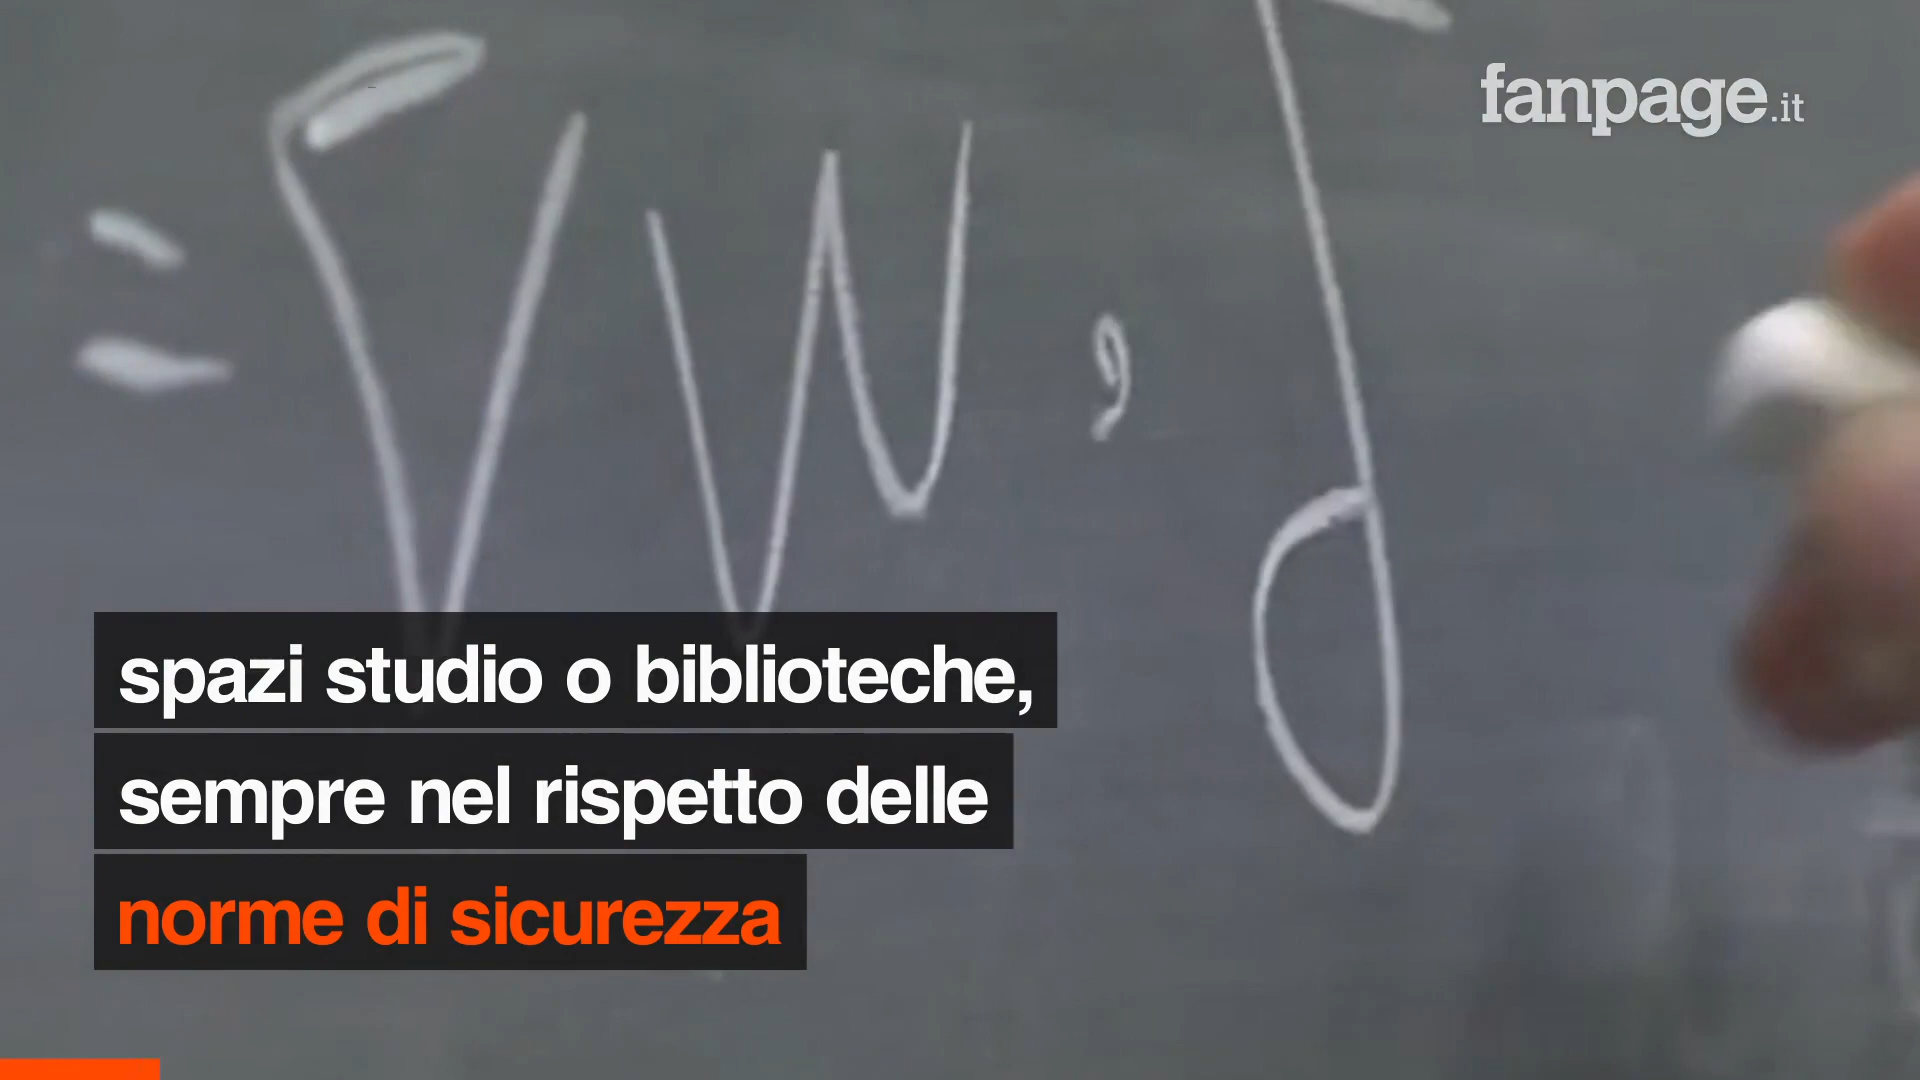 fanpage.it
spazi studio o biblioteche,
sempre nel rispetto delle
norme di sicurezza